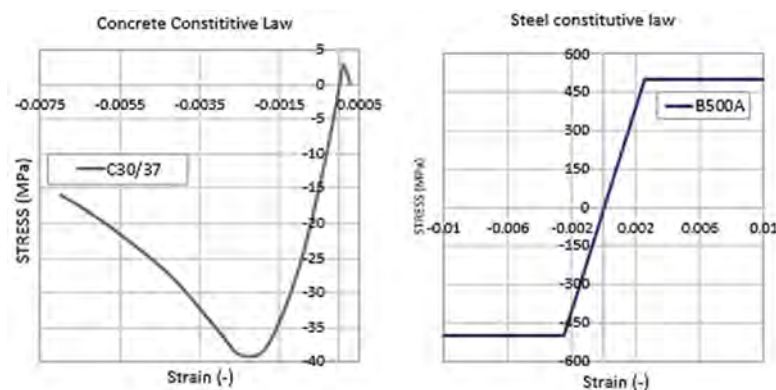 Concrete Constititive Law
5
0
-0.0075 -0.0055 -0.0035 -0.0015 0.0005
-5
-10
C30/37
-15
-20
-25
-30
-35
-40
STRESS (MPa)
Strain (-)
Steel constitutive law
600
450
B500A
300
150
0
-0.01 -0.006 -0.002 0.002 0.006 0.01
-150
-300
-450
-600
STRESS (MPa)
Strain (-)